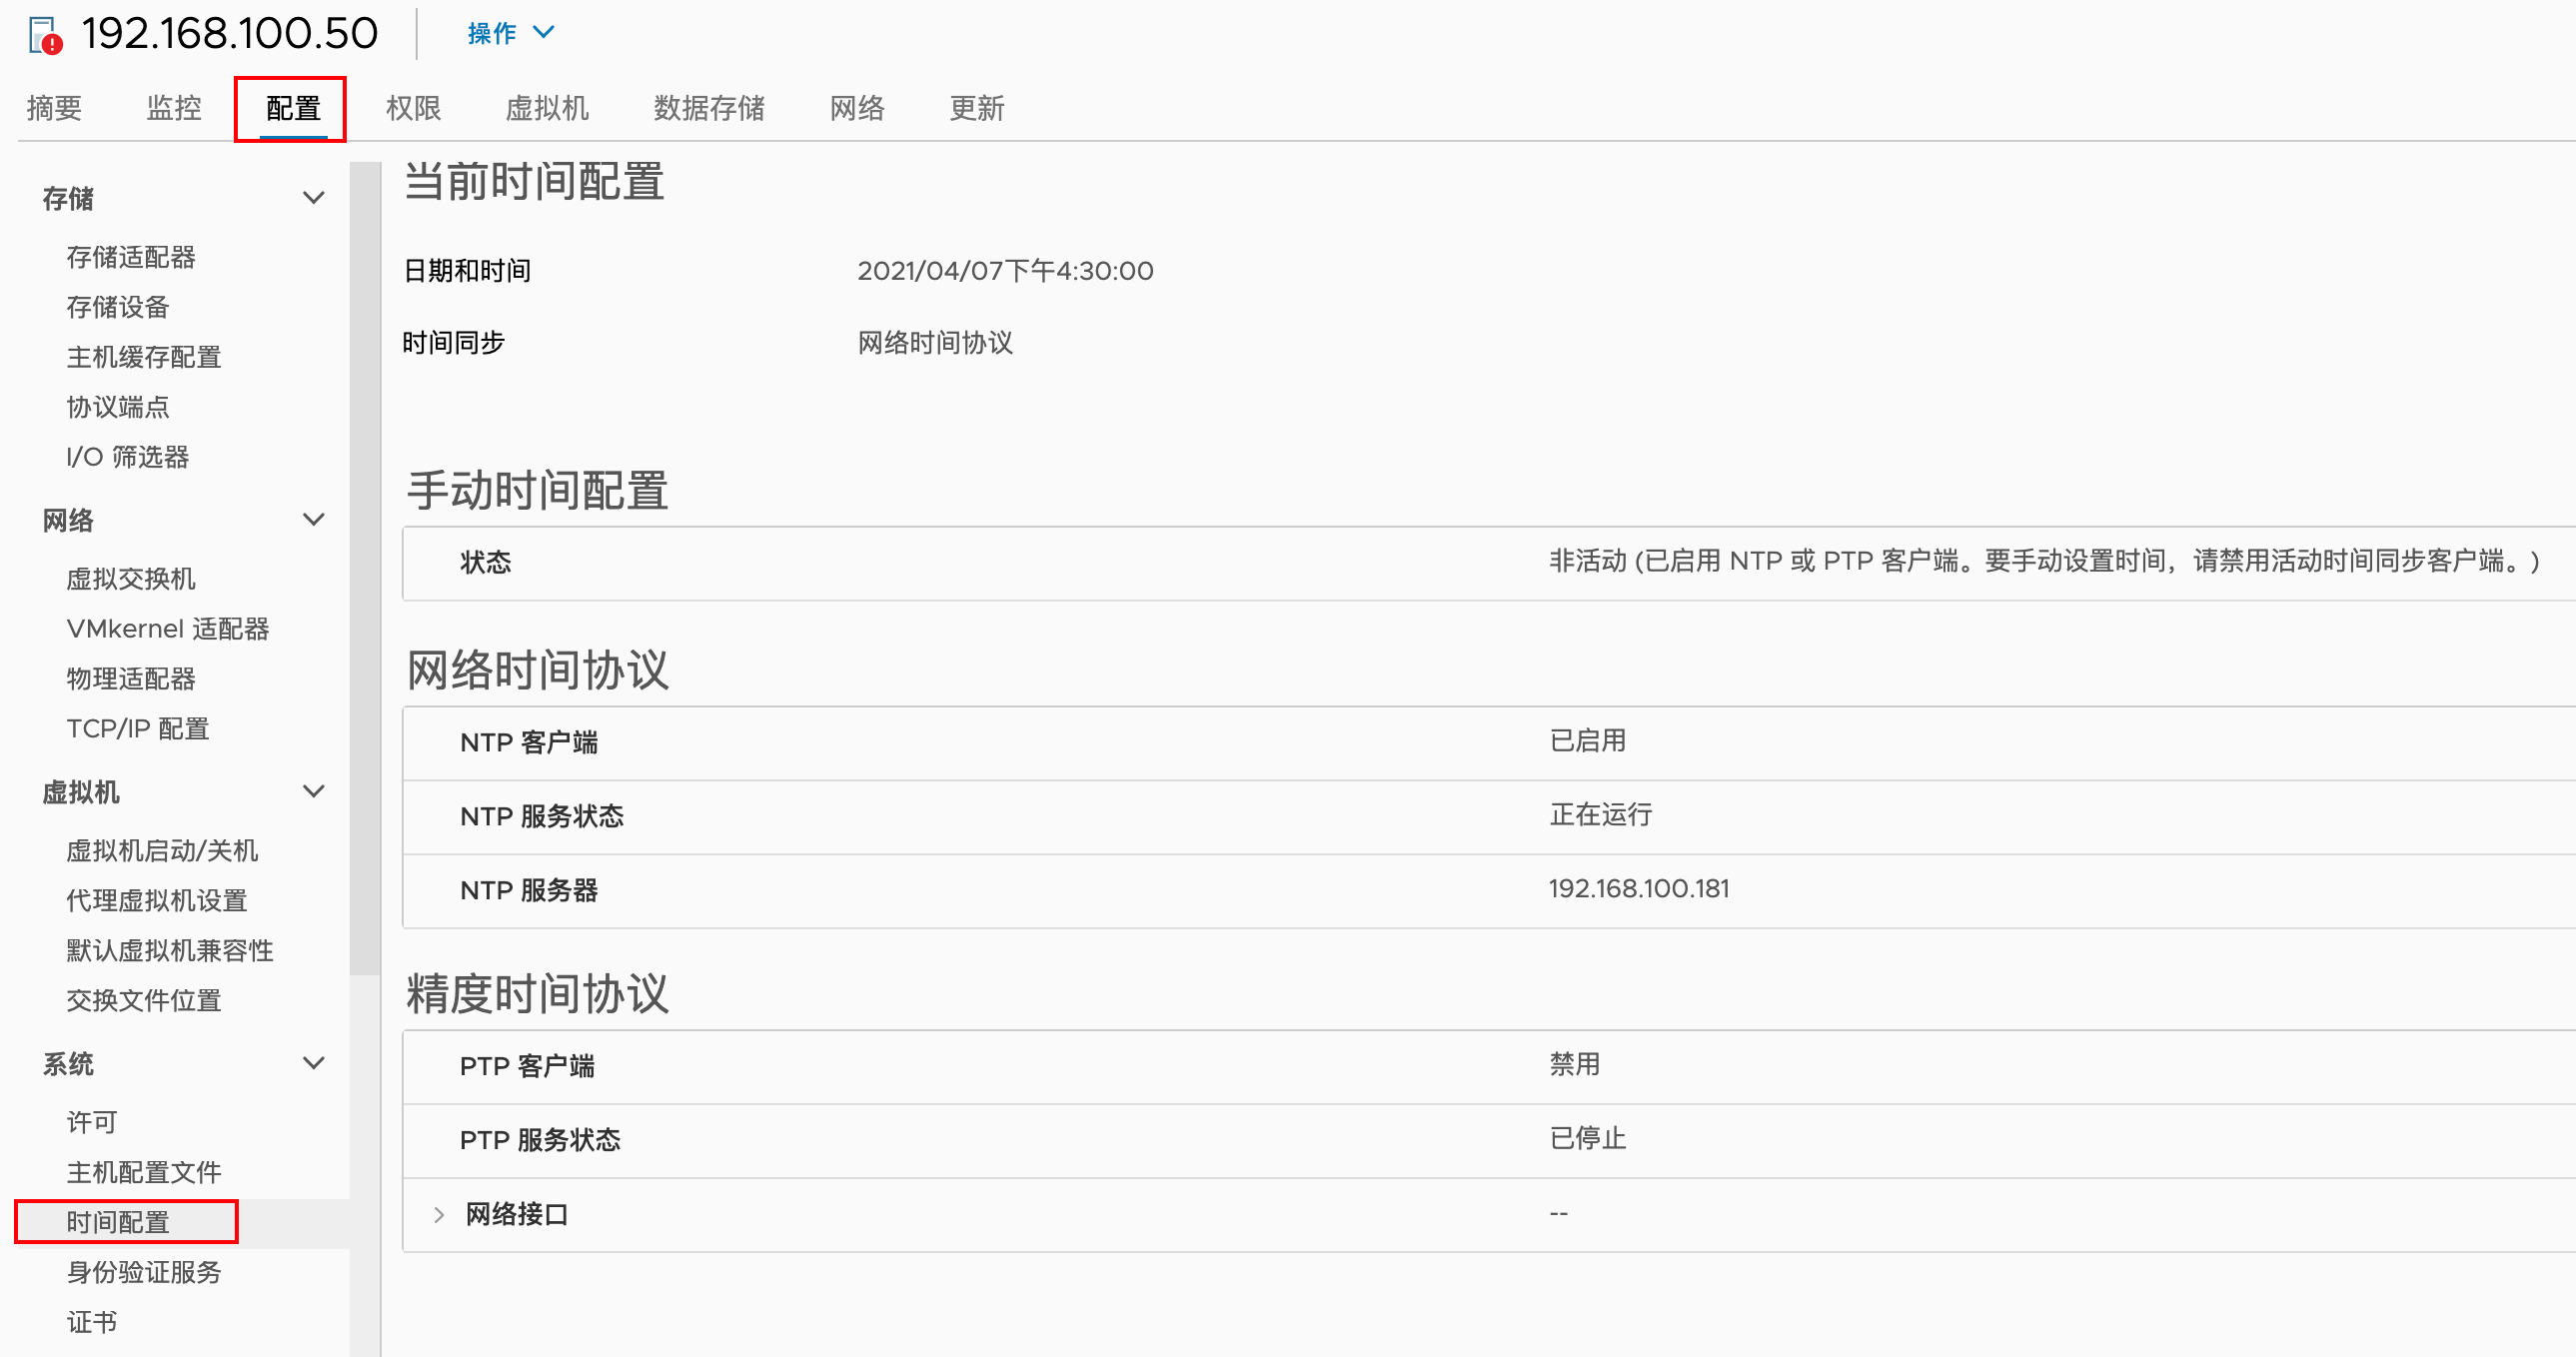 192.168.100.50 操作
摘要 监控 配置 权限 虚拟机 数据存储 网络 更新
存储
存储适配器
存储设备
主机缓存配置
协议端点
I/O 筛选器
网络
虚拟交换机
VMkernel 适配器
物理适配器
TCP/IP 配置
虚拟机
虚拟机启动/关机
代理虚拟机设置
默认虚拟机兼容性
交换文件位置
系统
许可
主机配置文件
时间配置
身份验证服务
证书
当前时间配置
日期和时间 2021/04/07下午4:30:00
时间同步 网络时间协议
手动时间配置
状态 非活动 (已启用 NTP 或 PTP 客户端。要手动设置时间，请禁用活动时间同步客户端。)
网络时间协议
NTP 客户端 已启用
NTP 服务状态 正在运行
NTP 服务器 192.168.100.181
精度时间协议
PTP 客户端 禁用
PTP 服务状态 已停止
网络接口 --